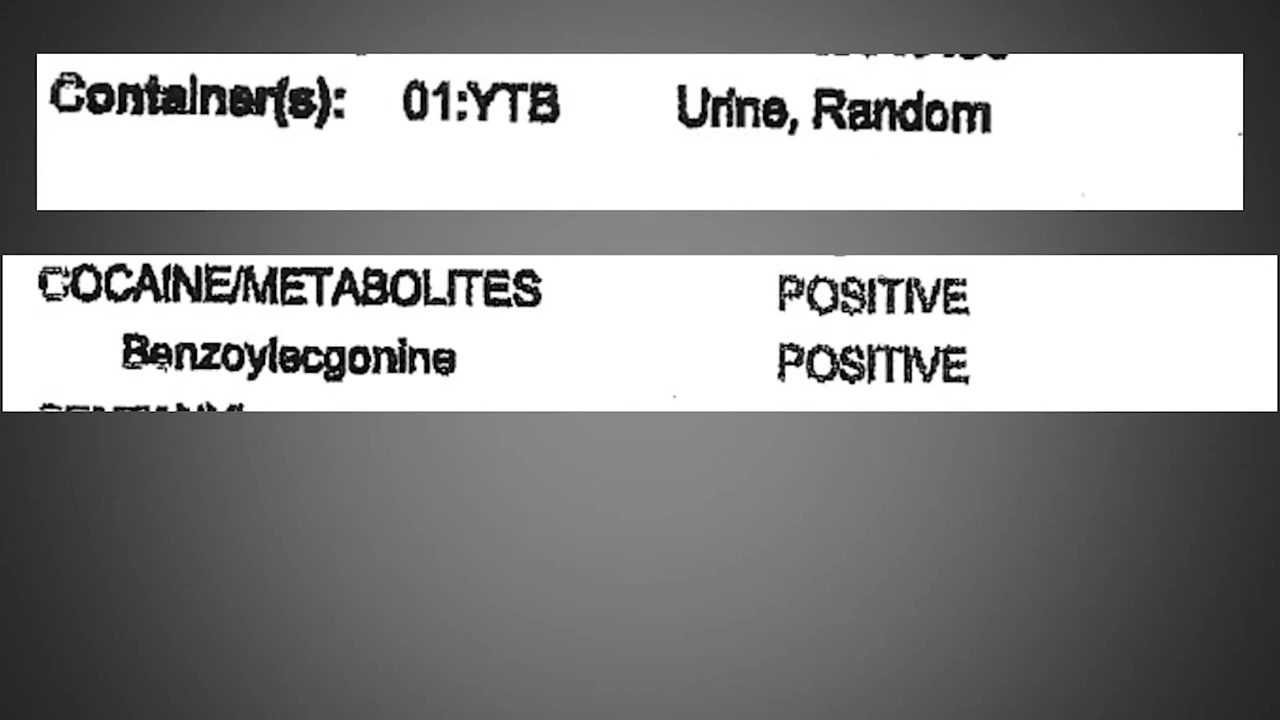 Container(s): 01:YTB Urine, Random
COCAINE/METABOLITES POSITIVE
Benzoylecgonine POSITIVE